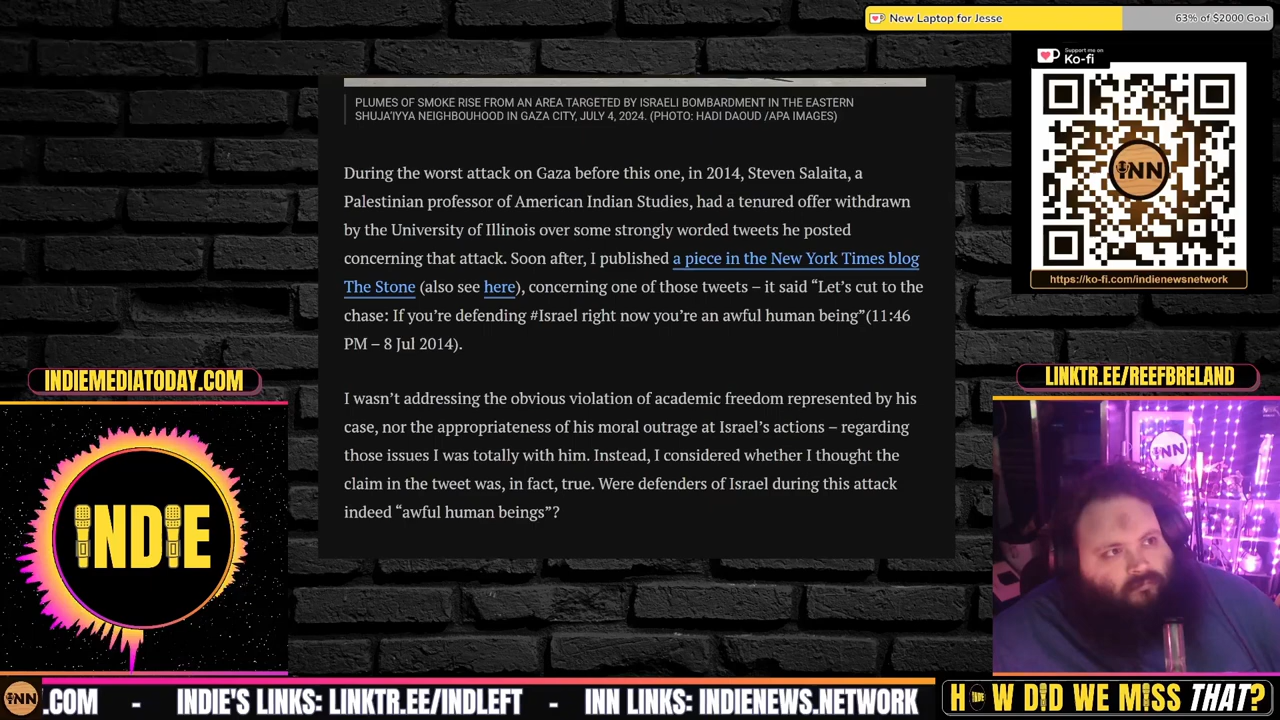 New Laptop for Jesse
63% of $2000 Goal
Support me on
Ko-fi
INN
https://ko-fi.com/indienewsnetwork
PLUMES OF SMOKE RISE FROM AN AREA TARGETED BY ISRAELI BOMBARDMENT IN THE EASTERN
SHUJA'IYYA NEIGHBOUHOOD IN GAZA CITY, JULY 4, 2024. (PHOTO: HADI DAOUD /APA IMAGES)
During the worst attack on Gaza before this one, in 2014, Steven Salaita, a
Palestinian professor of American Indian Studies, had a tenured offer withdrawn
by the University of Illinois over some strongly worded tweets he posted
concerning that attack. Soon after, I published a piece in the New York Times blog
The Stone (also see here), concerning one of those tweets – it said “Let’s cut to the
chase: If you’re defending #Israel right now you’re an awful human being”(11:46
PM – 8 Jul 2014).
I wasn’t addressing the obvious violation of academic freedom represented by his
case, nor the appropriateness of his moral outrage at Israel’s actions – regarding
those issues I was totally with him. Instead, I considered whether I thought the
claim in the tweet was, in fact, true. Were defenders of Israel during this attack
indeed “awful human beings”?
INDIEMEDIATODAY.COM
LINKTR.EE/REEFBRELAND
INDIE
INN
INN
.COM - INDIE'S LINKS: LINKTR.EE/INDLEFT - INN LINKS: INDIENEWS.NETWORK
HOW DID WE MISS THAT?